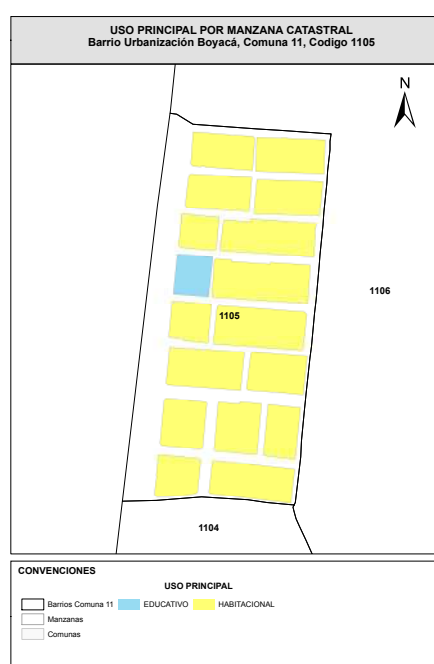 USO PRINCIPAL POR MANZANA CATASTRAL
Barrio Urbanización Boyacá, Comuna 11, Codigo 1105
N
1106
1105
1104
CONVENCIONES
USO PRINCIPAL
Barrios Comuna 11 EDUCATIVO HABITACIONAL
Manzanas
Comunas